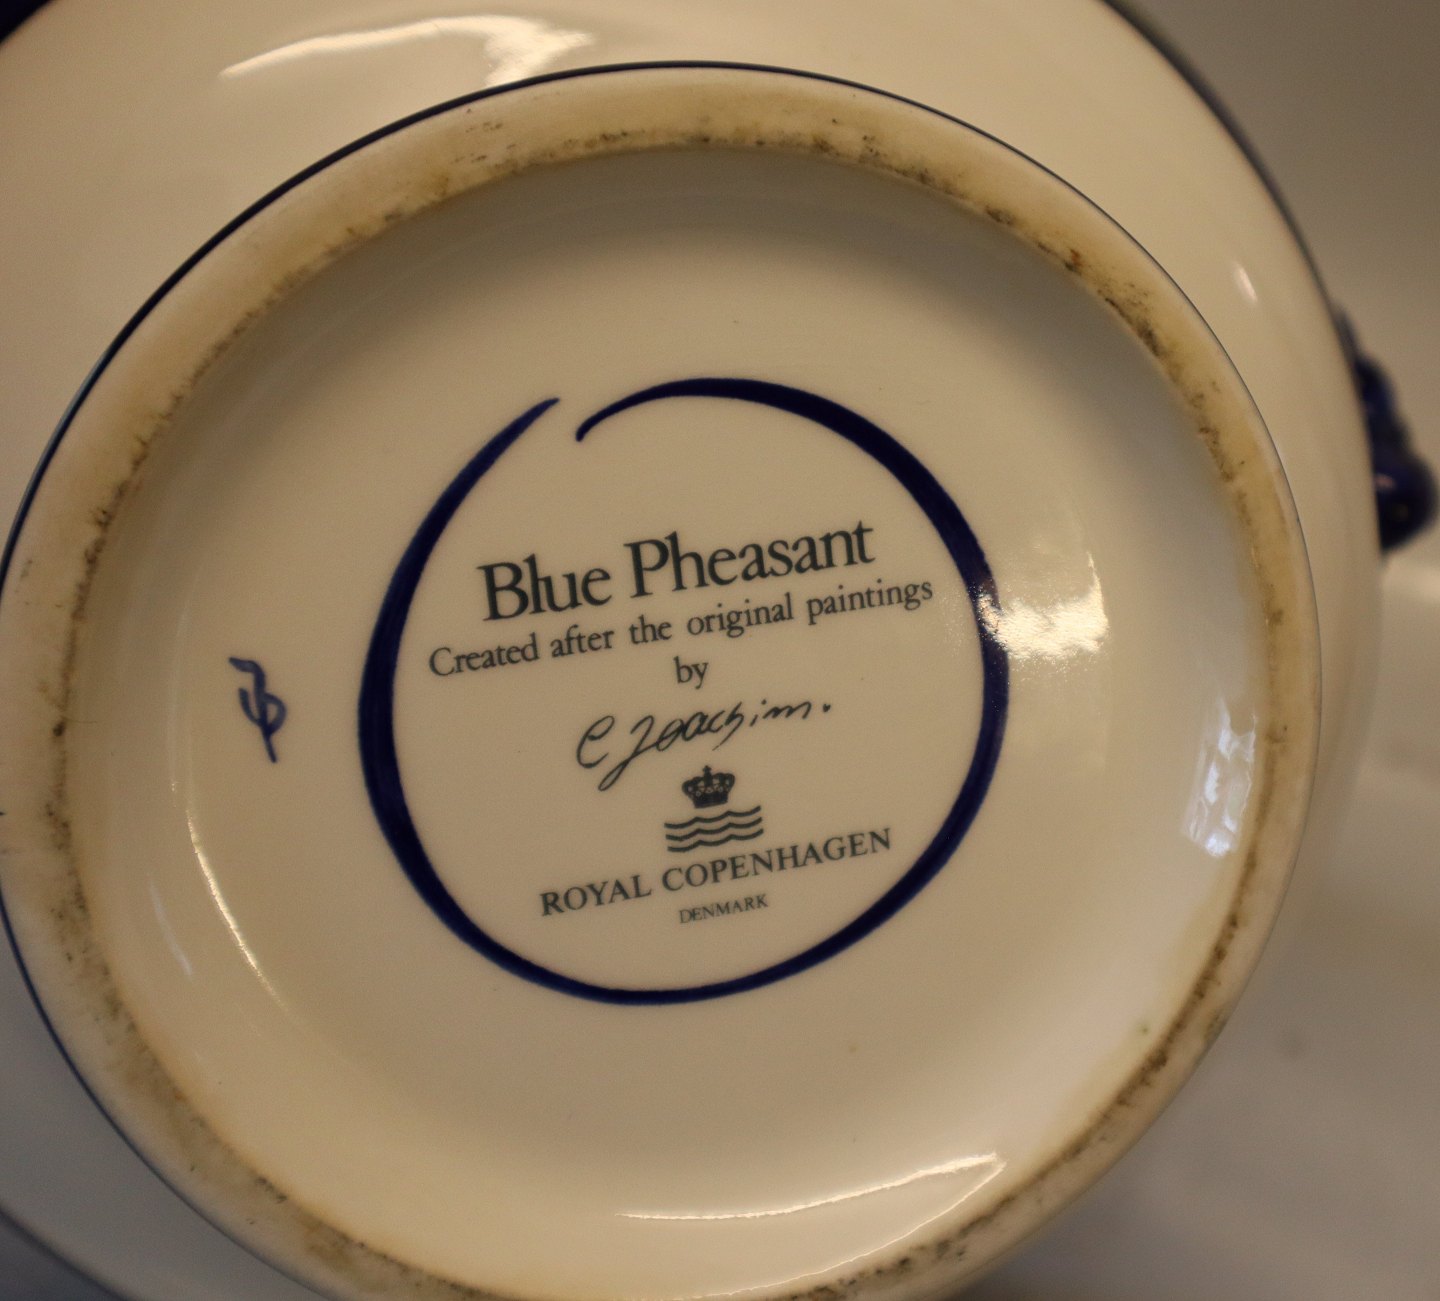 Blue Pheasant
Created after the original paintings
by
C Joachim.
ROYAL COPENHAGEN
DENMARK